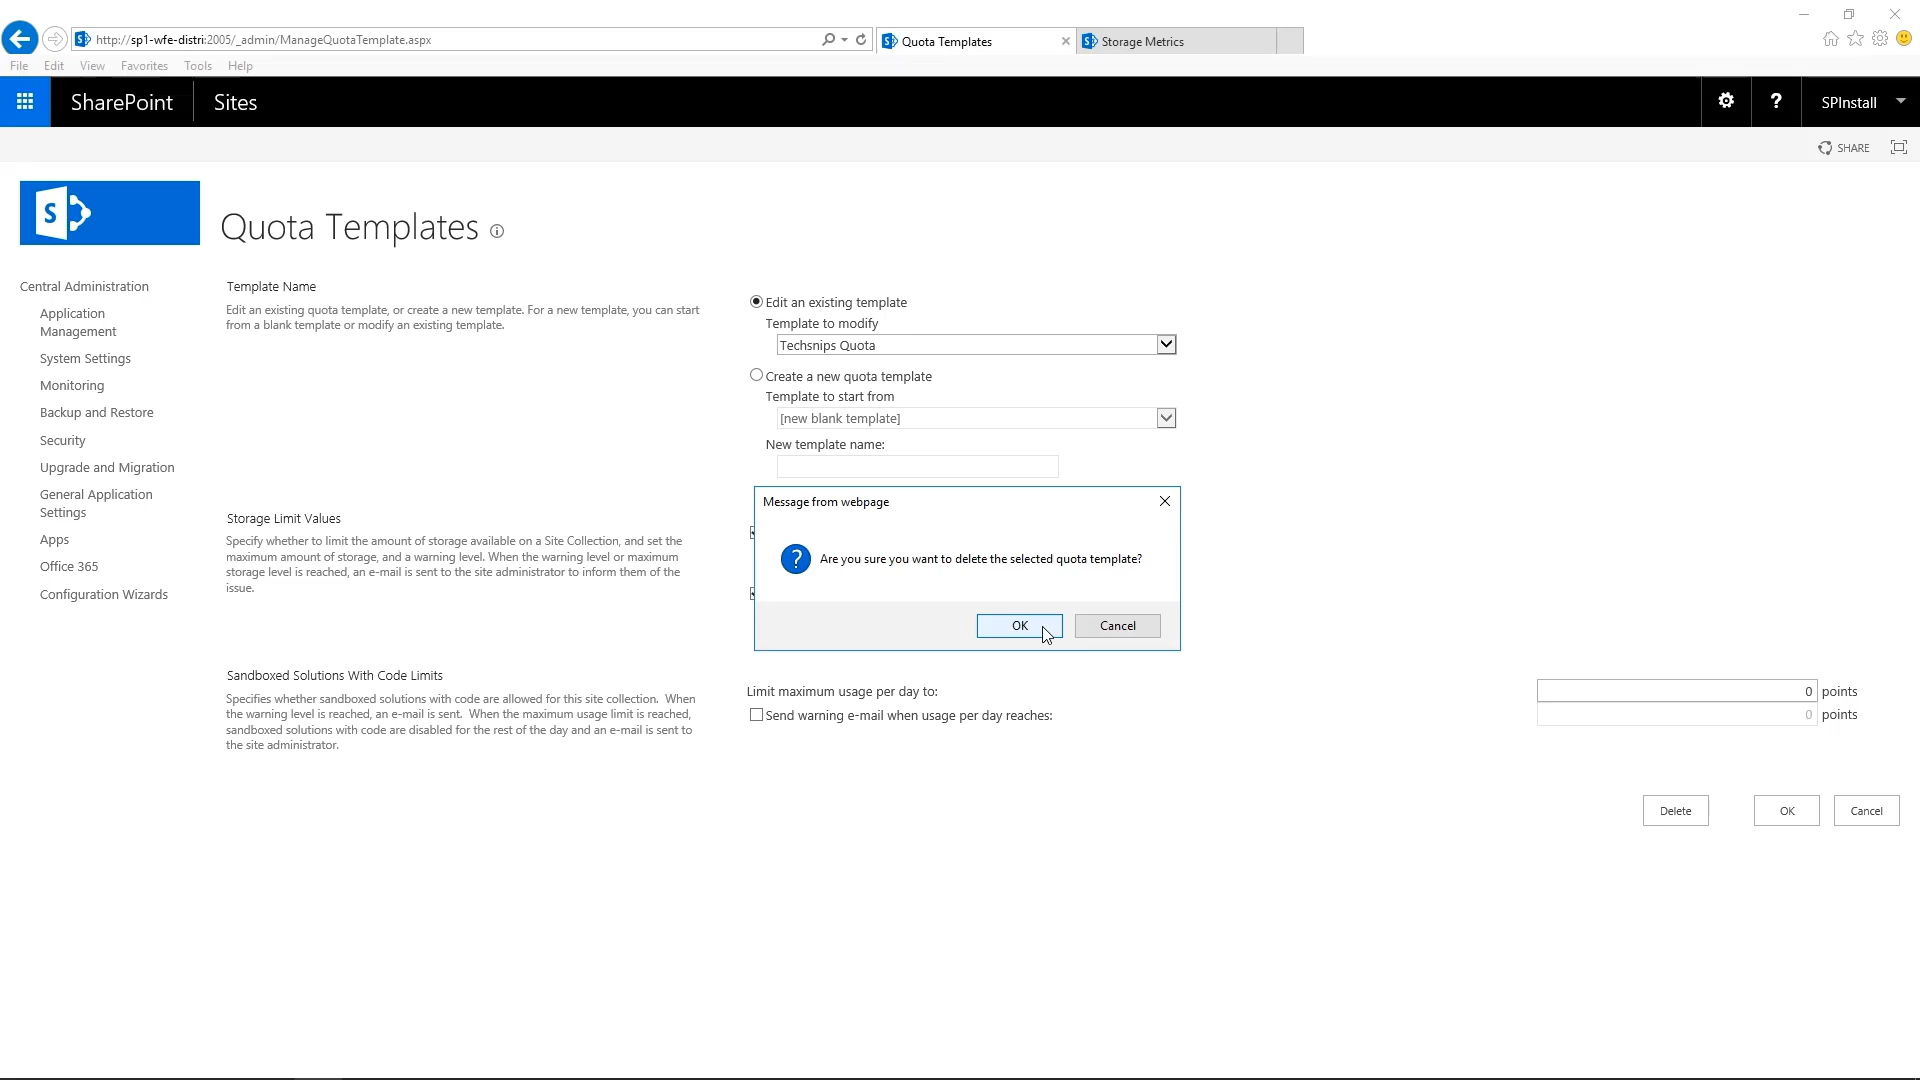 http://sp1-wfe-distri:2005/_admin/ManageQuotaTemplate.aspx
Quota Templates
Storage Metrics
File Edit View Favorites Tools Help
SharePoint
Sites
?
SPInstall
SHARE
S
Quota Templates
Central Administration
Application
Management
System Settings
Monitoring
Backup and Restore
Security
Upgrade and Migration
General Application
Settings
Apps
Office 365
Configuration Wizards
Template Name
Edit an existing quota template, or create a new template. For a new template, you can start
from a blank template or modify an existing template.
Edit an existing template
Template to modify
Techsnips Quota
Create a new quota template
Template to start from
[new blank template]
New template name:
Storage Limit Values
Specify whether to limit the amount of storage available on a Site Collection, and set the
maximum amount of storage, and a warning level. When the warning level or maximum
storage level is reached, an e-mail is sent to the site administrator to inform them of the
issue.
Message from webpage
Are you sure you want to delete the selected quota template?
OK
Cancel
Sandboxed Solutions With Code Limits
Specifies whether sandboxed solutions with code are allowed for this site collection. When
the warning level is reached, an e-mail is sent. When the maximum usage limit is reached,
sandboxed solutions with code are disabled for the rest of the day and an e-mail is sent to
the site administrator.
Limit maximum usage per day to:
0 points
Send warning e-mail when usage per day reaches:
0 points
Delete
OK
Cancel